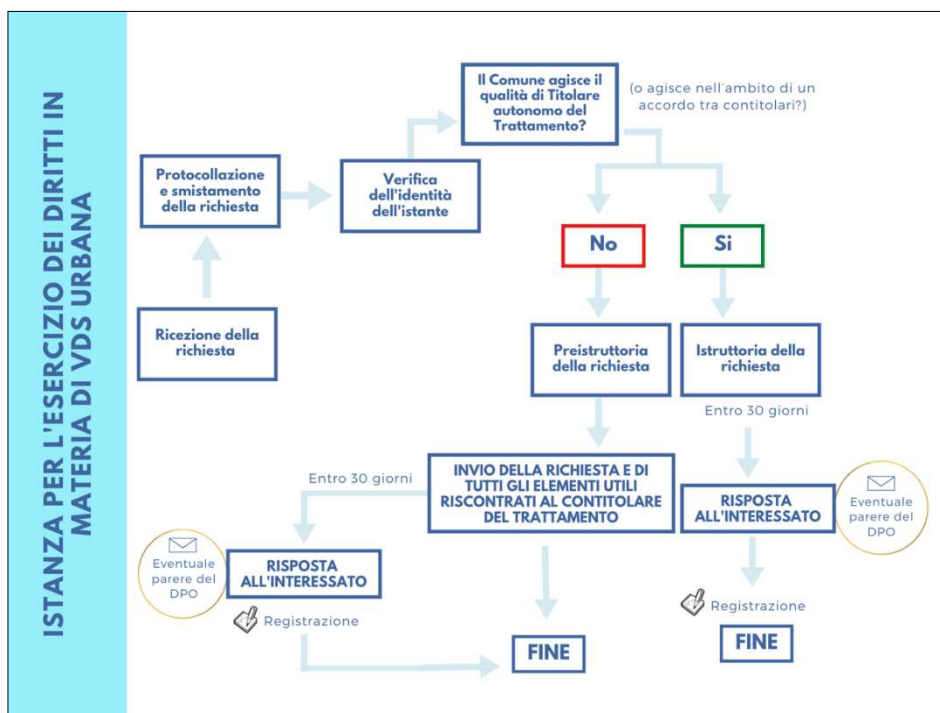 ISTANZA PER L'ESERCIZIO DEI DIRITTI IN
MATERIA DI VDS URBANA
Il Comune agisce il
qualità di Titolare
autonomo del
Trattamento?
(o agisce nell'ambito di un
accordo tra contitolari?)
Protocollazione
e smistamento
della richiesta
Verifica
dell'identità
dell'istante
No
Si
Ricezione della
richiesta
Preistruttoria
della richiesta
Istruttoria della
richiesta
Entro 30 giorni
Entro 30 giorni
INVIO DELLA RICHIESTA E DI
TUTTI GLI ELEMENTI UTILI
RISCONTRATI AL CONTITOLARE
DEL TRATTAMENTO
RISPOSTA
ALL'INTERESSATO
Eventuale
parere del
DPO
Eventuale
parere del
DPO
RISPOSTA
ALL'INTERESSATO
Registrazione
Registrazione
FINE
FINE